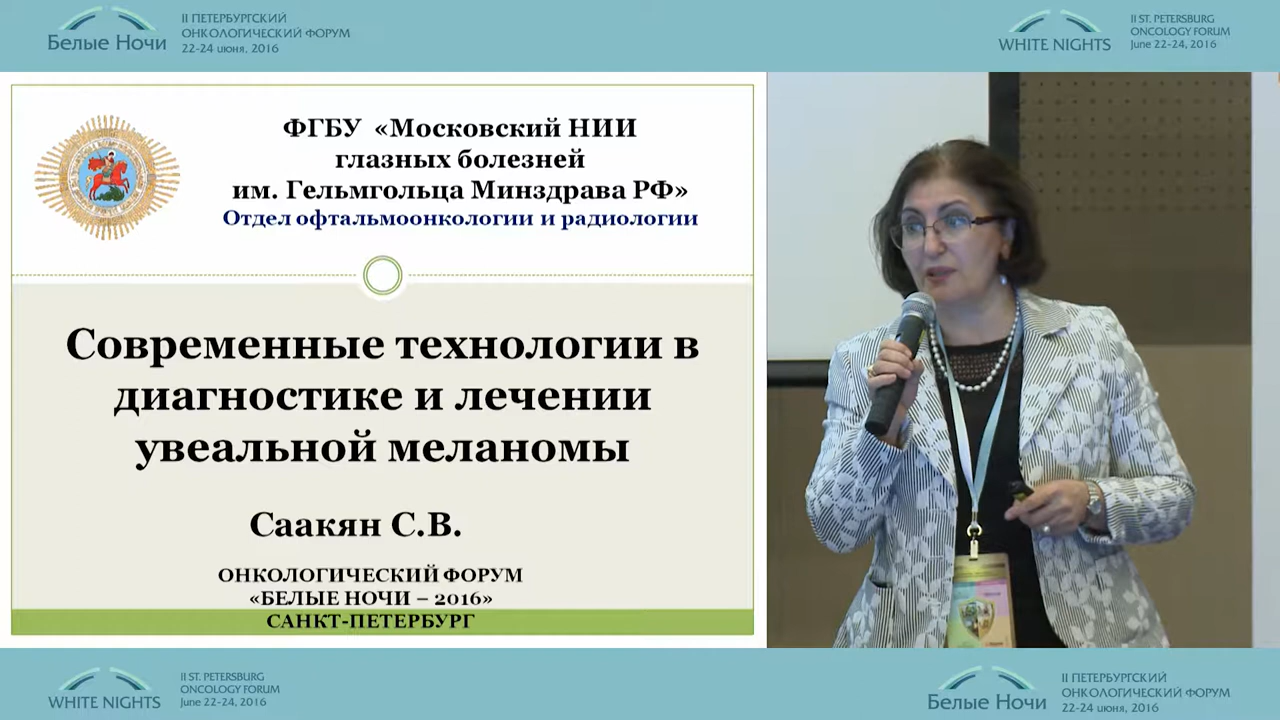 Белые Ночи
II ПЕТЕРБУРГСКИЙ
ОНКОЛОГИЧЕСКИЙ ФОРУМ
22-24 июня, 2016
WHITE NIGHTS
II ST. PETERSBURG
ONCOLOGY FORUM
June 22-24, 2016
ФГБУ «Московский НИИ
глазных болезней
им. Гельмгольца Минздрава РФ»
Отдел офтальмоонкологии и радиологии
Современные технологии в
диагностике и лечении
увеальной меланомы
Саакян С.В.
ОНКОЛОГИЧЕСКИЙ ФОРУМ
«БЕЛЫЕ НОЧИ – 2016»
САНКТ-ПЕТЕРБУРГ
WHITE NIGHTS
II ST. PETERSBURG
ONCOLOGY FORUM
June 22-24, 2016
Белые Ночи
II ПЕТЕРБУРГСКИЙ
ОНКОЛОГИЧЕСКИЙ ФОРУМ
22-24 июня, 2016